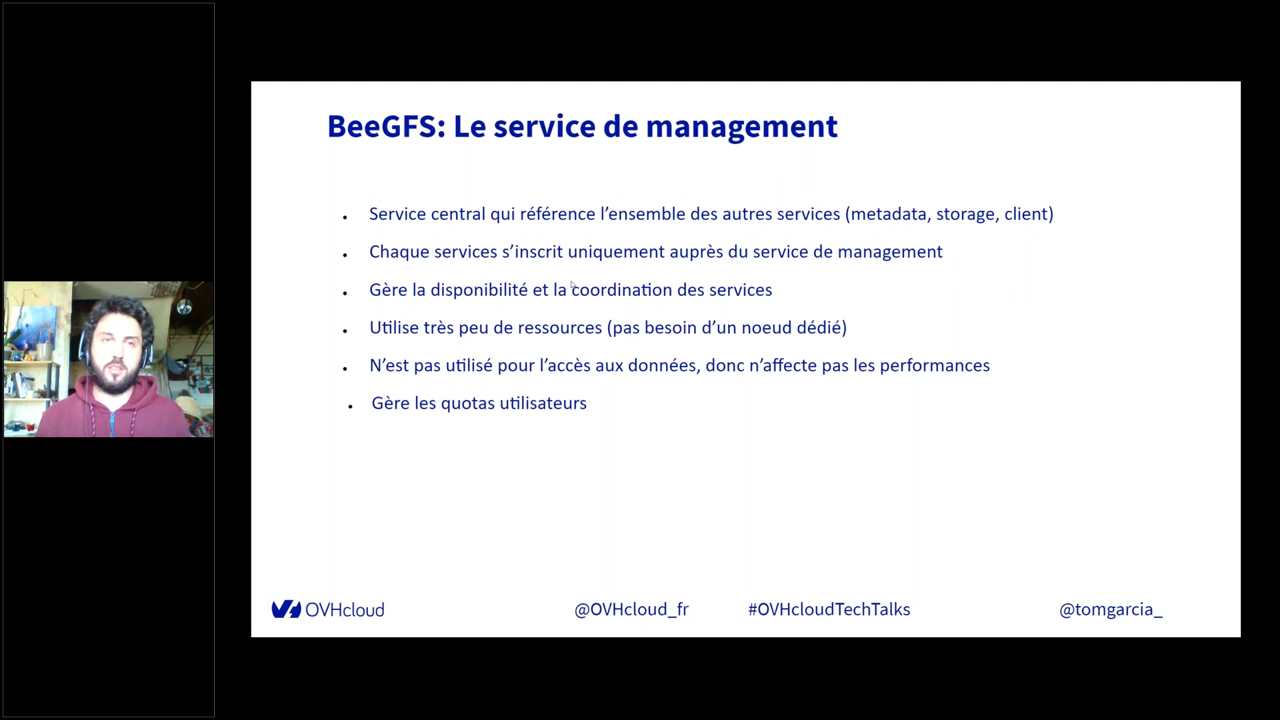 BeeGFS: Le service de management
• Service central qui référence l’ensemble des autres services (metadata, storage, client)
• Chaque services s’inscrit uniquement auprès du service de management
• Gère la disponibilité et la coordination des services
• Utilise très peu de ressources (pas besoin d’un noeud dédié)
• N’est pas utilisé pour l’accès aux données, donc n’affecte pas les performances
• Gère les quotas utilisateurs
OVHcloud @OVHcloud_fr #OVHcloudTechTalks @tomgarcia_